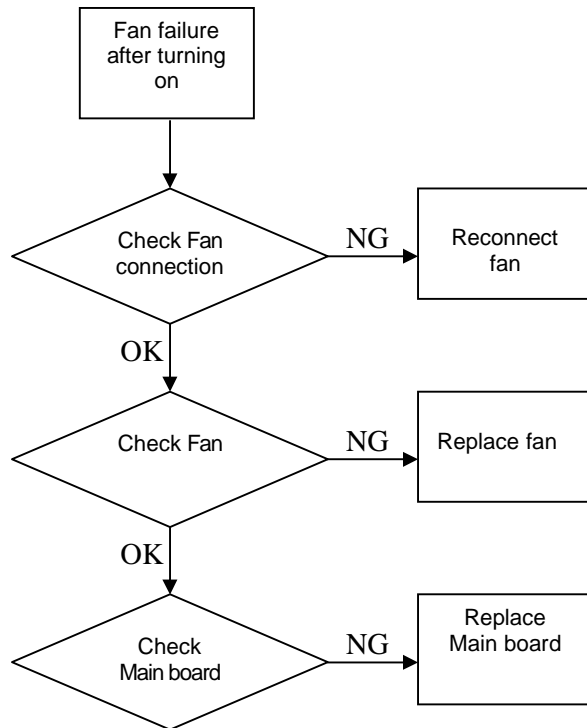 Fan failure
after turning
on
Check Fan
connection
NG
Reconnect
fan
OK
Check Fan
NG
Replace fan
OK
Check
Main board
NG
Replace
Main board